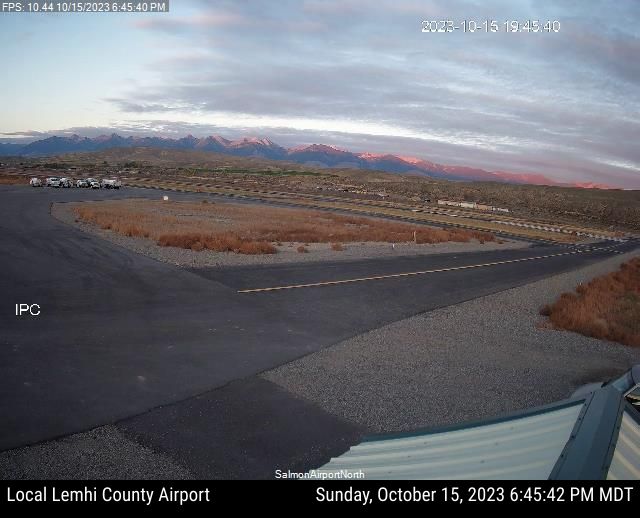 FPS: 10.44 10/15/2023 6:45:40 PM
2023-10-15 19:45:40
IPC
SalmonAirportNorth
Local Lemhi County Airport Sunday, October 15, 2023 6:45:42 PM MDT